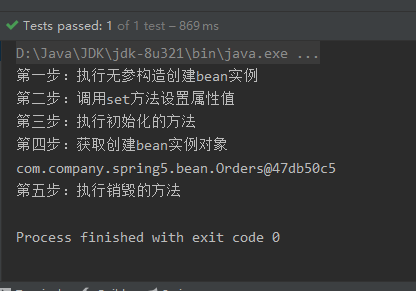 Tests passed: 1 of 1 test – 869 ms
D:\Java\JDK\jdk-8u321\bin\java.exe ...
第一步：执行无参构造创建bean实例
第二步：调用set方法设置属性值
第三步：执行初始化的方法
第四步：获取创建bean实例对象
com.company.spring5.bean.Orders@47db50c5
第五步：执行销毁的方法
Process finished with exit code 0